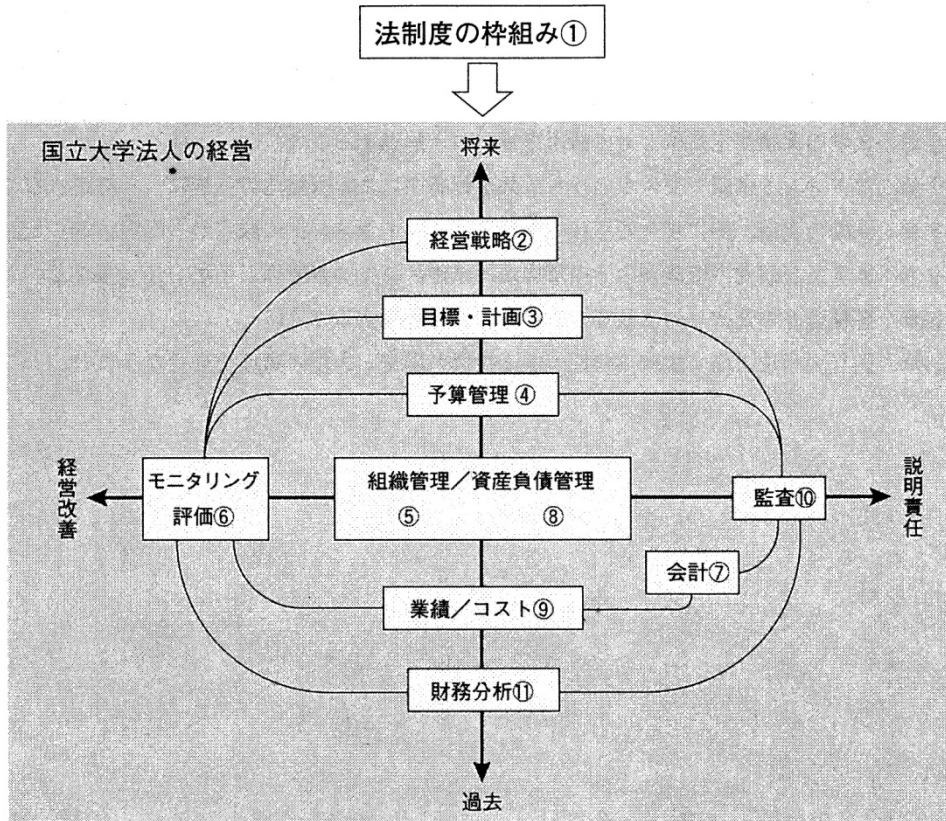 法制度の枠組み①
国立大学法人の経営
将来
経営戦略②
目標・計画③
予算管理④
経営改善
モニタリング
評価⑥
組織管理／資産負債管理
⑤ ⑧
監査⑩
説明責任
会計⑦
業績／コスト⑨
財務分析⑪
過去